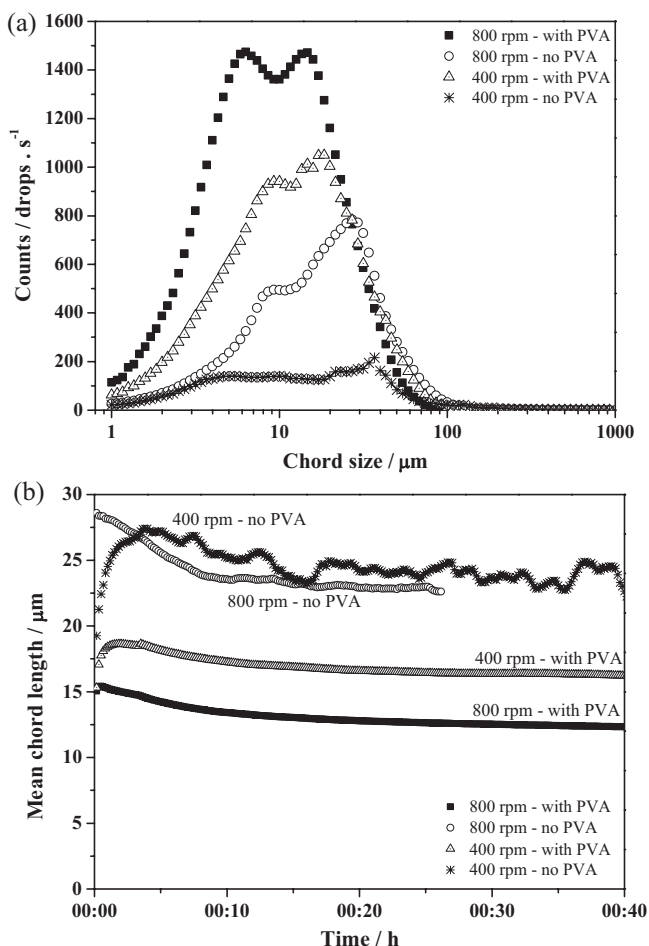 (a)
1600
1400
1200
1000
800
600
400
200
0
Counts / drops . s⁻¹
800 rpm - with PVA
800 rpm - no PVA
400 rpm - with PVA
400 rpm - no PVA
1
10
100
1000
Chord size / μm
(b)
30
25
20
15
10
5
0
Mean chord length / μm
400 rpm - no PVA
800 rpm - no PVA
400 rpm - with PVA
800 rpm - with PVA
800 rpm - with PVA
800 rpm - no PVA
400 rpm - with PVA
400 rpm - no PVA
00:00
00:10
00:20
00:30
00:40
Time / h